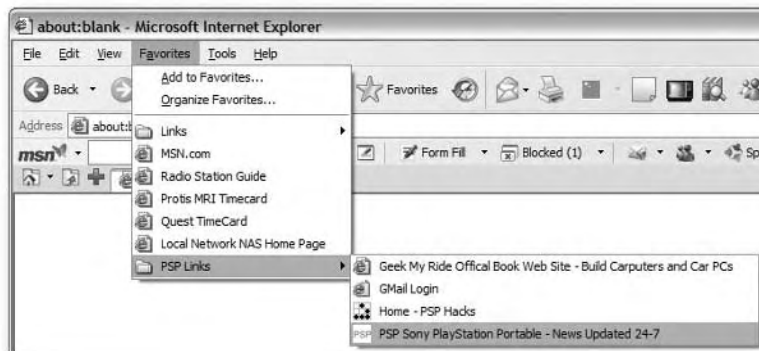 about:blank - Microsoft Internet Explorer
File Edit View Favorites Tools Help
Back
Add to Favorites...
Organize Favorites...
Favorites
Address about:b
Links
msn
MSN.com
Form Fill
Blocked (1)
Sp
Radio Station Guide
Protis MRI Timecard
Quest TimeCard
Local Network NAS Home Page
PSP Links
Geek My Ride Offical Book Web Site - Build Carputers and Car PCs
GMail Login
Home - PSP Hacks
PSP PSP Sony PlayStation Portable - News Updated 24-7